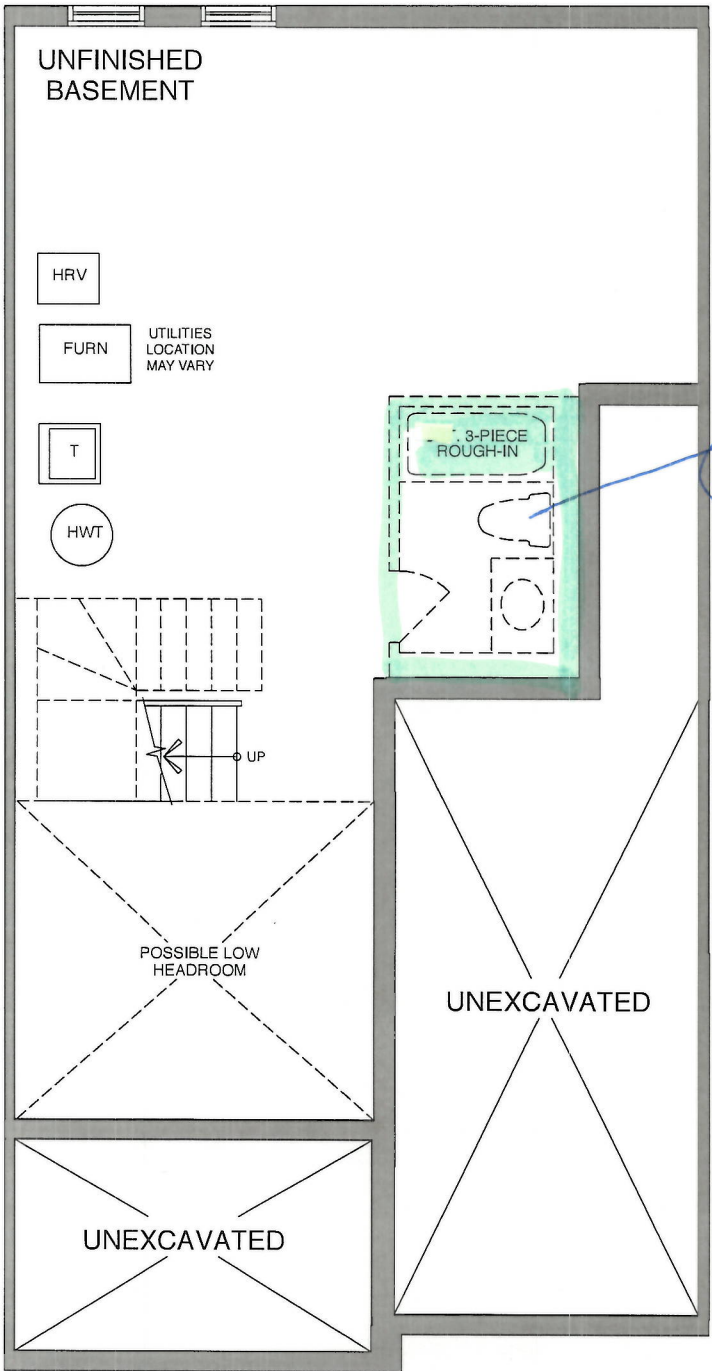 UNFINISHED
BASEMENT
HRV
FURN
UTILITIES
LOCATION
MAY VARY
T
HWT
3-PIECE
ROUGH-IN
UP
POSSIBLE LOW
HEADROOM
UNEXCAVATED
UNEXCAVATED